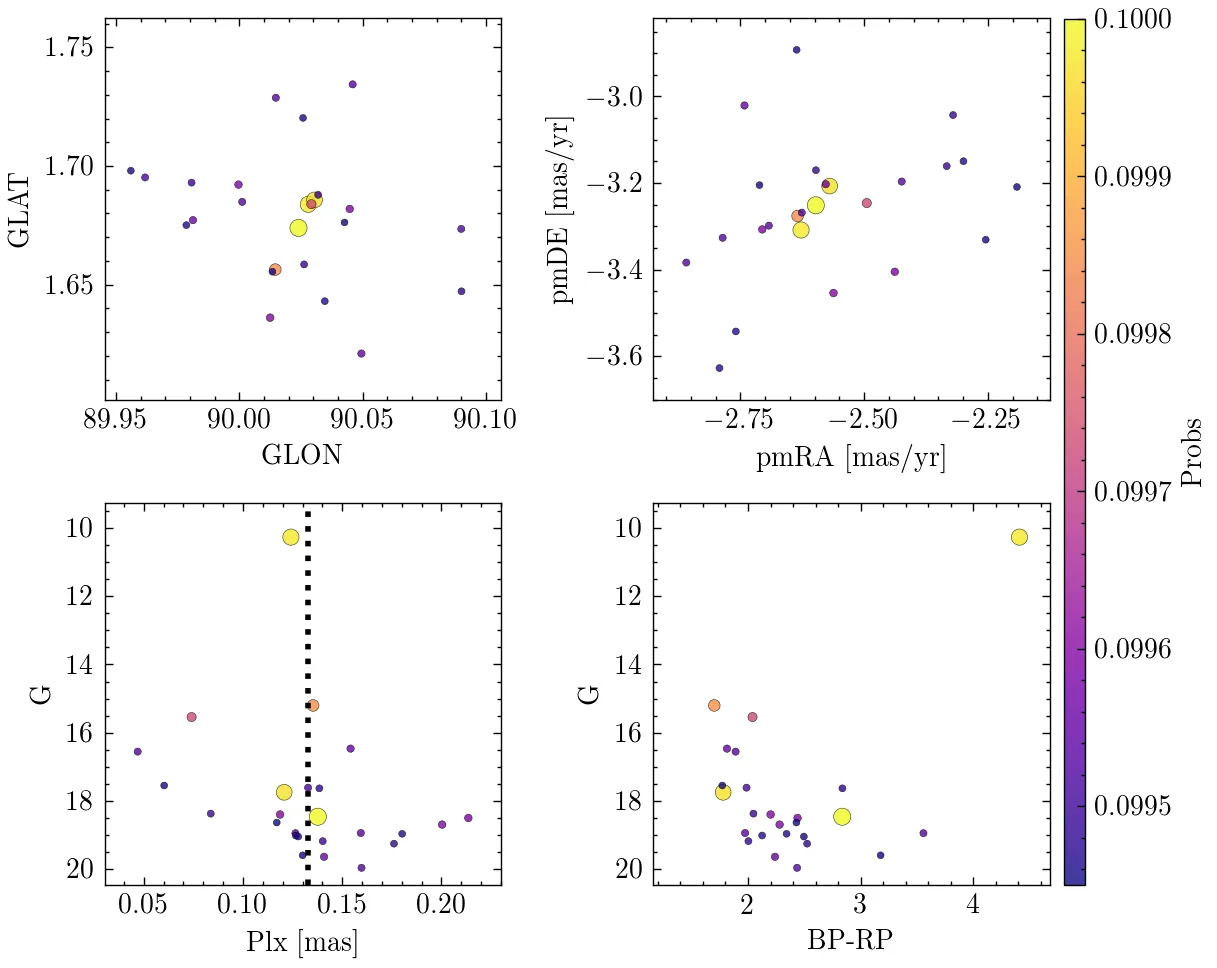 1.75
1.70
1.65
GLAT
89.95 90.00 90.05 90.10
GLON
−3.0
−3.2
−3.4
−3.6
pmDE [mas/yr]
−2.75 −2.50 −2.25
pmRA [mas/yr]
0.1000
0.0999
0.0998
0.0997
0.0996
0.0995
Probs
10
12
14
16
18
20
G
0.05 0.10 0.15 0.20
Plx [mas]
10
12
14
16
18
20
G
2 3 4
BP-RP